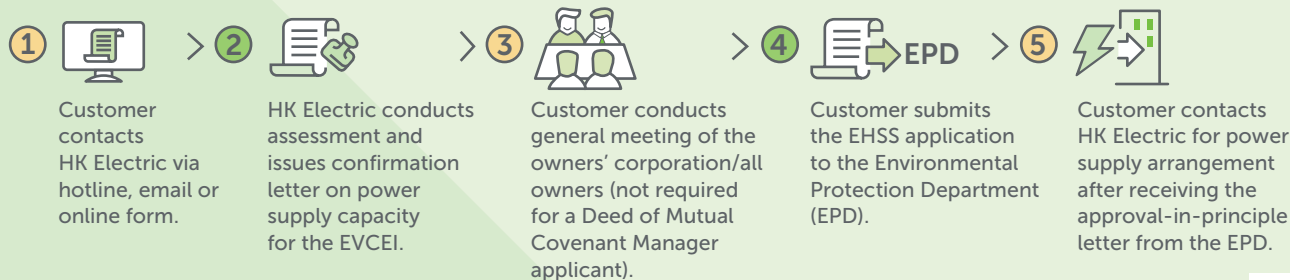 1
Customer
contacts
HK Electric via
hotline, email or
online form.
2
HK Electric conducts
assessment and
issues confirmation
letter on power
supply capacity
for the EVCEI.
3
Customer conducts
general meeting of the
owners' corporation/all
owners (not required
for a Deed of Mutual
Covenant Manager
applicant).
4
EPD
Customer submits
the EHSS application
to the Environmental
Protection Department
(EPD).
5
Customer contacts
HK Electric for power
supply arrangement
after receiving the
approval-in-principle
letter from the EPD.